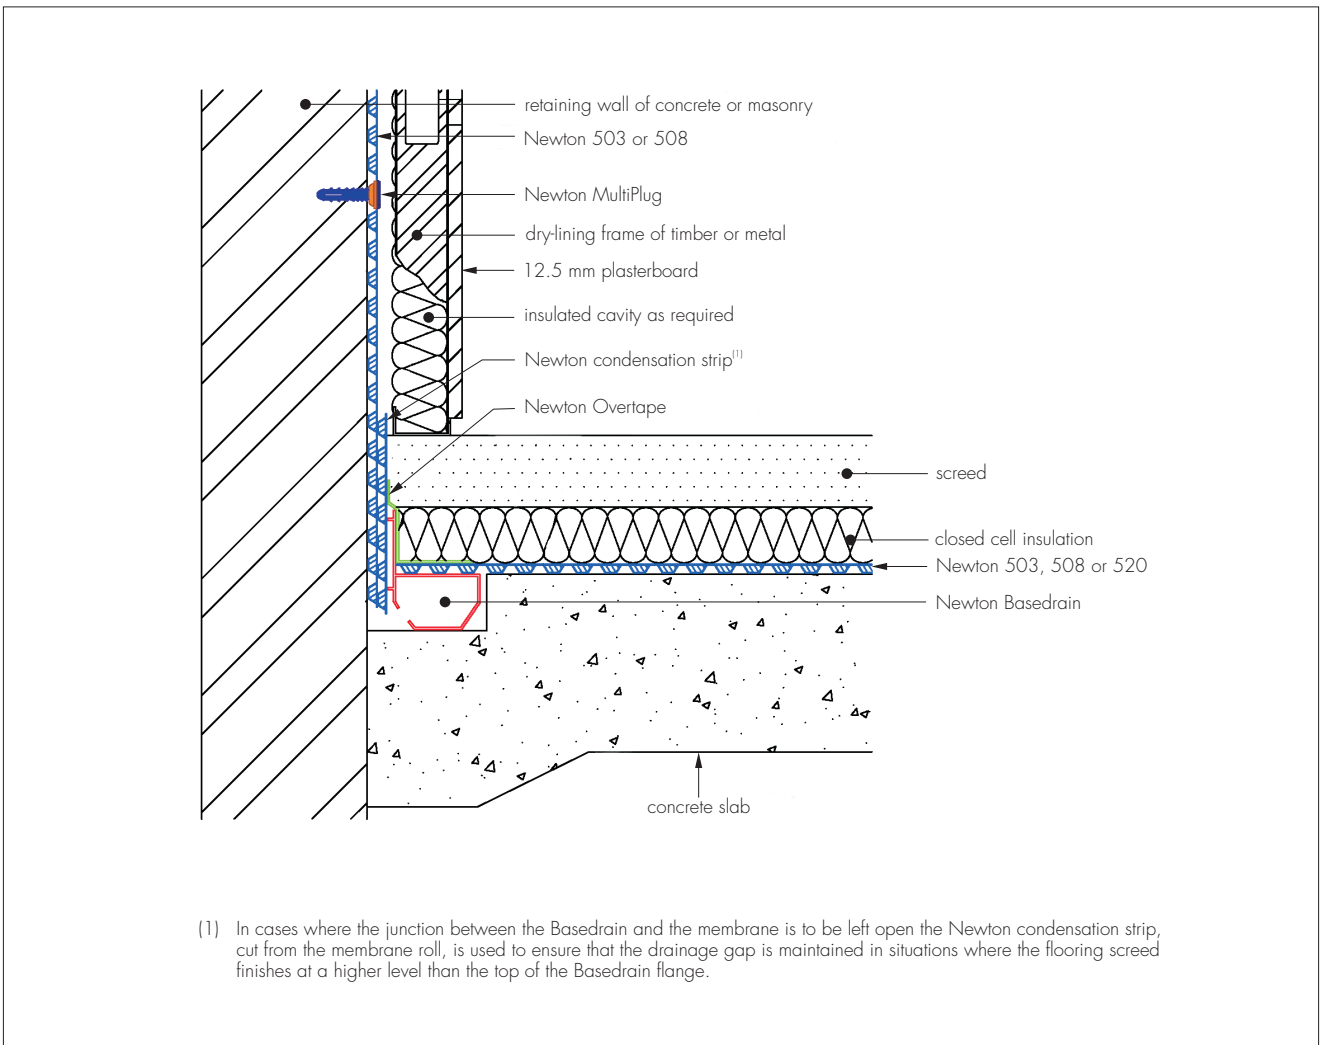 retaining wall of concrete or masonry
Newton 503 or 508
Newton MultiPlug
dry-lining frame of timber or metal
12.5 mm plasterboard
insulated cavity as required
Newton condensation strip(1)
Newton Overtape
screed
closed cell insulation
Newton 503, 508 or 520
Newton Basedrain
concrete slab
(1) In cases where the junction between the Basedrain and the membrane is to be left open the Newton condensation strip,
cut from the membrane roll, is used to ensure that the drainage gap is maintained in situations where the flooring screed
finishes at a higher level than the top of the Basedrain flange.